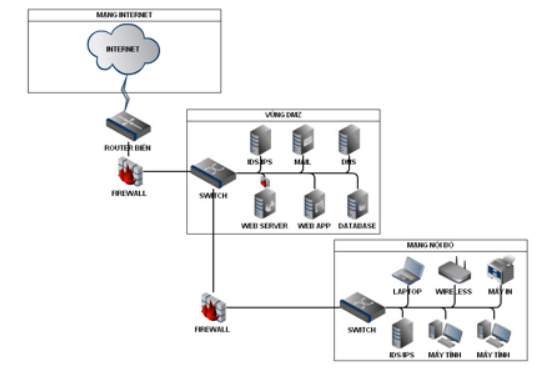 MẠNG INTERNET
INTERNET
ROUTER BIÊN
FIREWALL
VÙNG DMZ
IDS/IPS
MAIL
DNS
SWITCH
WEB SERVER
WEB APP
DATABASE
MẠNG NỘI BỘ
LAPTOP
WIRELESS
MÁY IN
FIREWALL
SWITCH
IDS/IPS
MÁY TÍNH
MÁY TÍNH